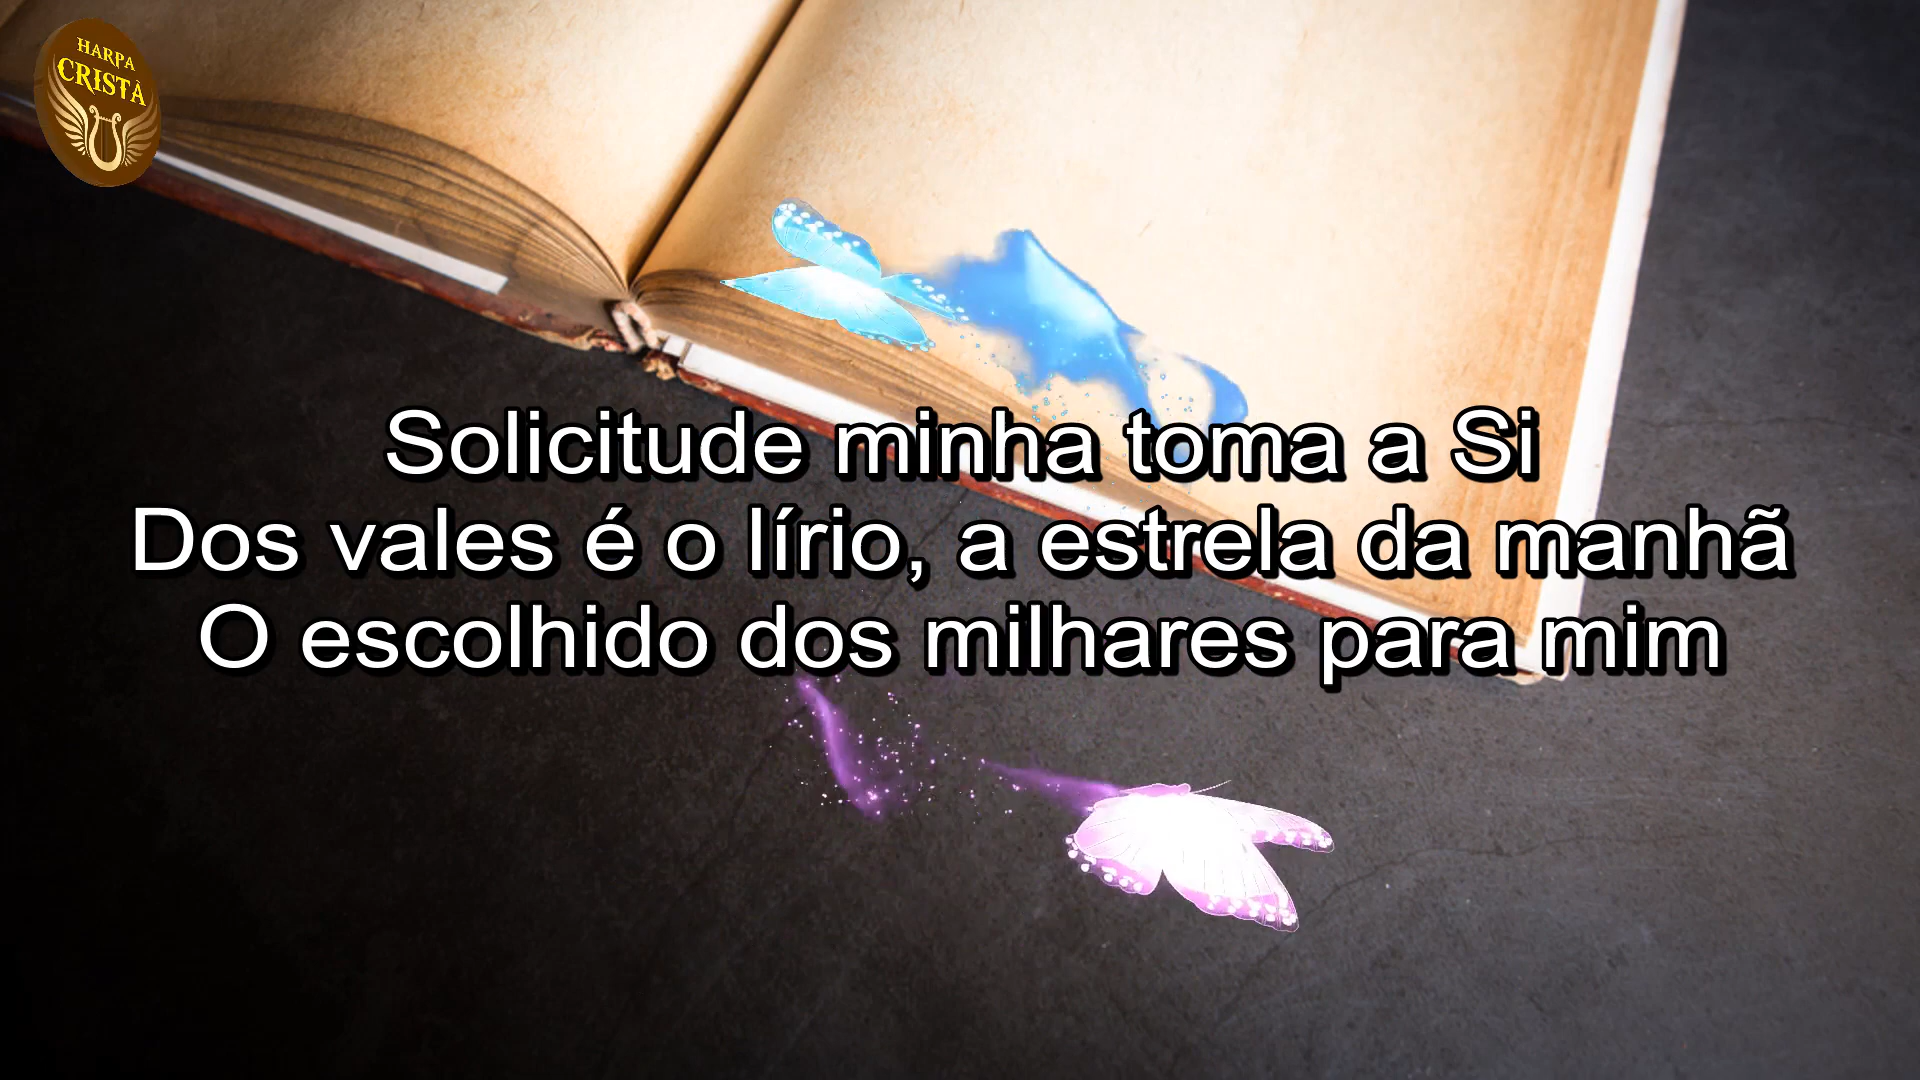 HARPA
CRISTÃ
Solicitude minha toma a Si
Dos vales é o lírio, a estrela da manhã
O escolhido dos milhares para mim